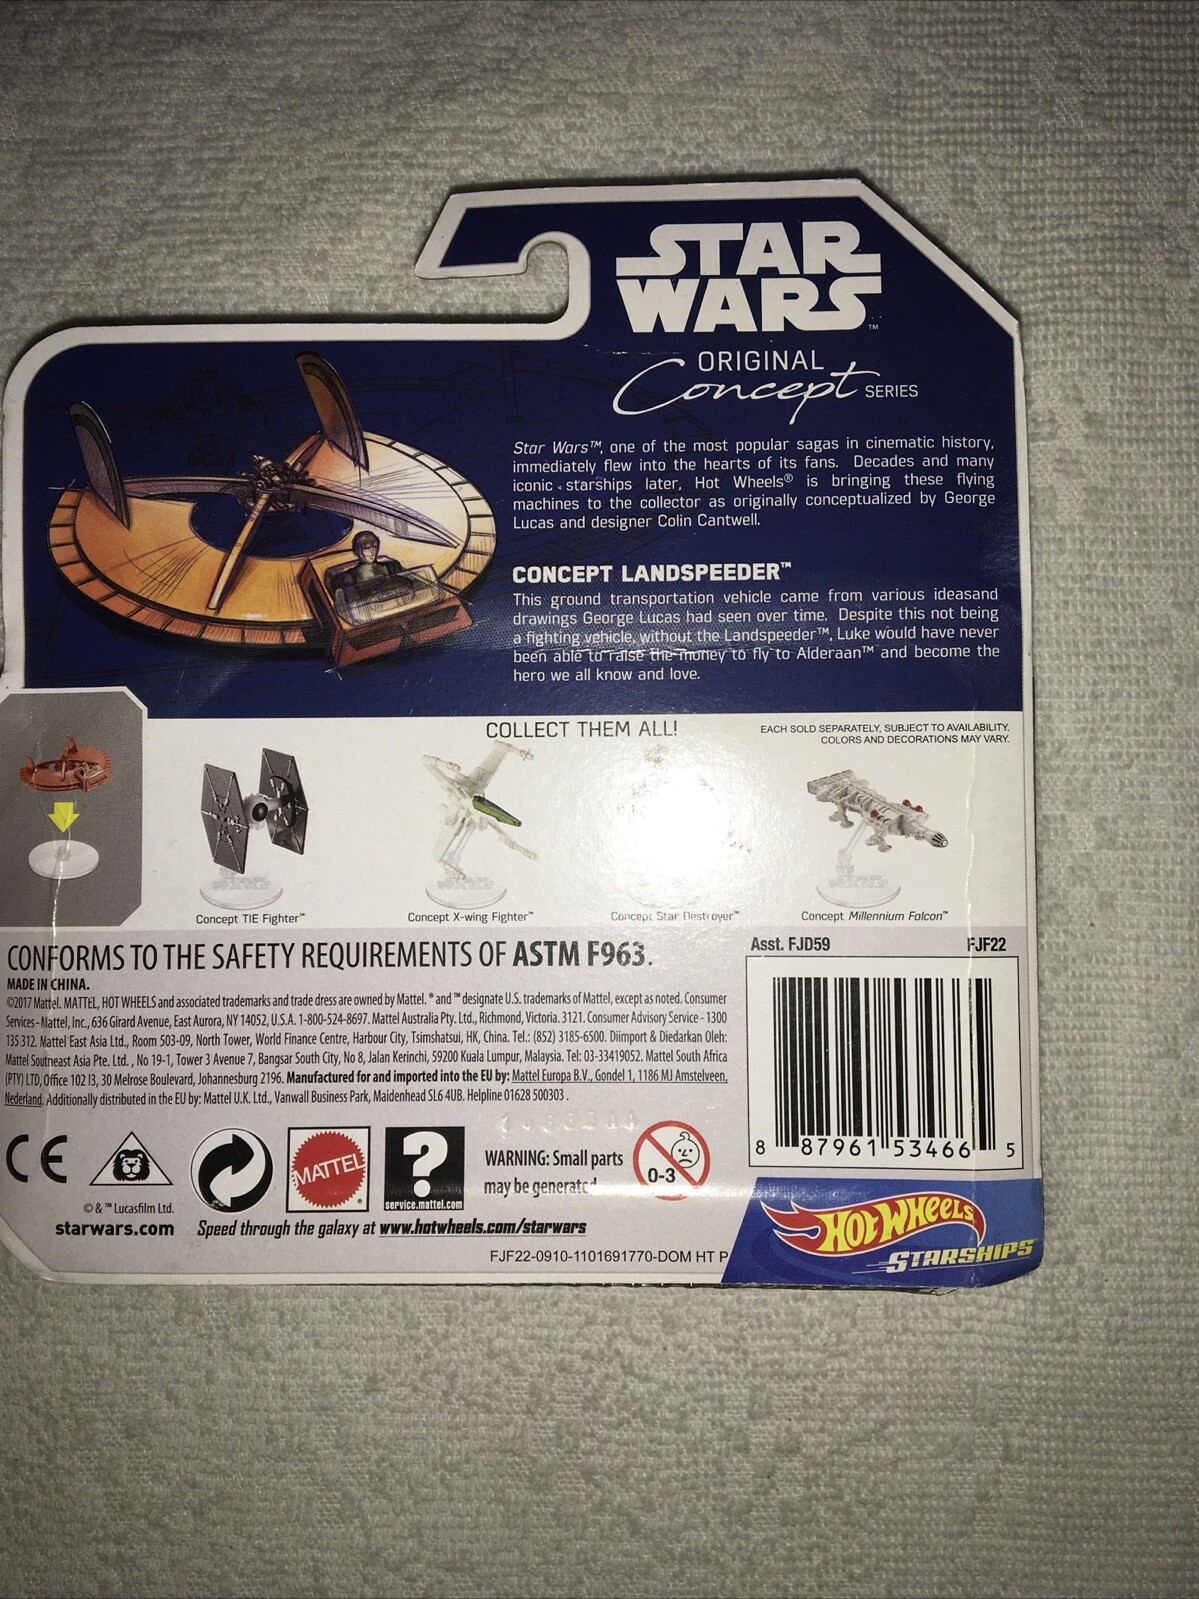 STAR
WARS™
ORIGINAL
Concept SERIES
Star Wars™, one of the most popular sagas in cinematic history,
immediately flew into the hearts of its fans. Decades and many
iconic starships later, Hot Wheels® is bringing these flying
machines to the collector as originally conceptualized by George
Lucas and designer Colin Cantwell.
CONCEPT LANDSPEEDER™
This ground transportation vehicle came from various ideasand
drawings George Lucas had seen over time. Despite this not being
a fighting vehicle, without the Landspeeder™, Luke would have never
been able to raise the money to fly to Alderaan™ and become the
hero we all know and love.
COLLECT THEM ALL!
EACH SOLD SEPARATELY, SUBJECT TO AVAILABILITY.
COLORS AND DECORATIONS MAY VARY.
Concept TIE Fighter™
Concept X-wing Fighter™
Concept Star Destroyer™
Concept Millennium Falcon™
CONFORMS TO THE SAFETY REQUIREMENTS OF ASTM F963.
MADE IN CHINA.
©2017 Mattel. MATTEL, HOT WHEELS and associated trademarks and trade dress are owned by Mattel. ® and ™ designate U.S. trademarks of Mattel, except as noted. Consumer
Services - Mattel, Inc., 636 Girard Avenue, East Aurora, NY 14052, U.S.A. 1-800-524-8697. Mattel Australia Pty. Ltd., Richmond, Victoria. 3121. Consumer Advisory Service - 1300
135 312. Mattel East Asia Ltd., Room 503-09, North Tower, World Finance Centre, Harbour City, Tsimshatsui, HK, China. Tel.: (852) 3185-6500. Diimport & Diedarkan Oleh:
Mattel Southeast Asia Pte. Ltd. , No 19-1, Tower 3 Avenue 7, Bangsar South City, No 8, Jalan Kerinchi, 59200 Kuala Lumpur, Malaysia. Tel: 03-33419052. Mattel South Africa
(PTY) LTD, Office 102 I3, 30 Melrose Boulevard, Johannesburg 2196. Manufactured for and imported into the EU by: Mattel Europa B.V., Gondel 1, 1186 MJ Amstelveen,
Nederland. Additionally distributed in the EU by: Mattel U.K. Ltd., Vanwall Business Park, Maidenhead SL6 4UB. Helpline 01628 500303 .
Asst. FJD59 FJF22
8 87961 53466 5
CE
MATTEL
?
service.mattel.com
WARNING: Small parts
may be generated
0-3
© & ™ Lucasfilm Ltd.
starwars.com
Speed through the galaxy at www.hotwheels.com/starwars
FJF22-0910-1101691770-DOM HT P
HOT WHEELS
STARSHIPS